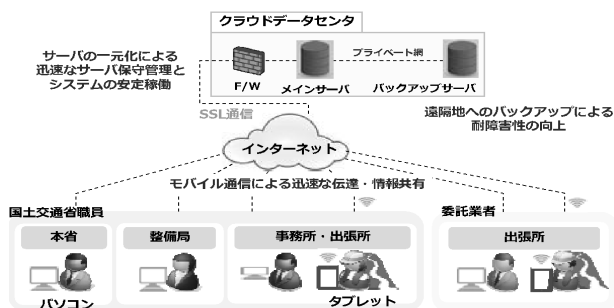 クラウドデータセンタ
サーバの一元化による
迅速なサーバ保守管理と
システムの安定稼働
プライベート網
F/W
メインサーバ
バックアップサーバ
SSL通信
遠隔地へのバックアップによる
耐障害性の向上
インターネット
モバイル通信による迅速な伝達・情報共有
国土交通省職員
委託業者
本省
整備局
事務所・出張所
出張所
パソコン
タブレット